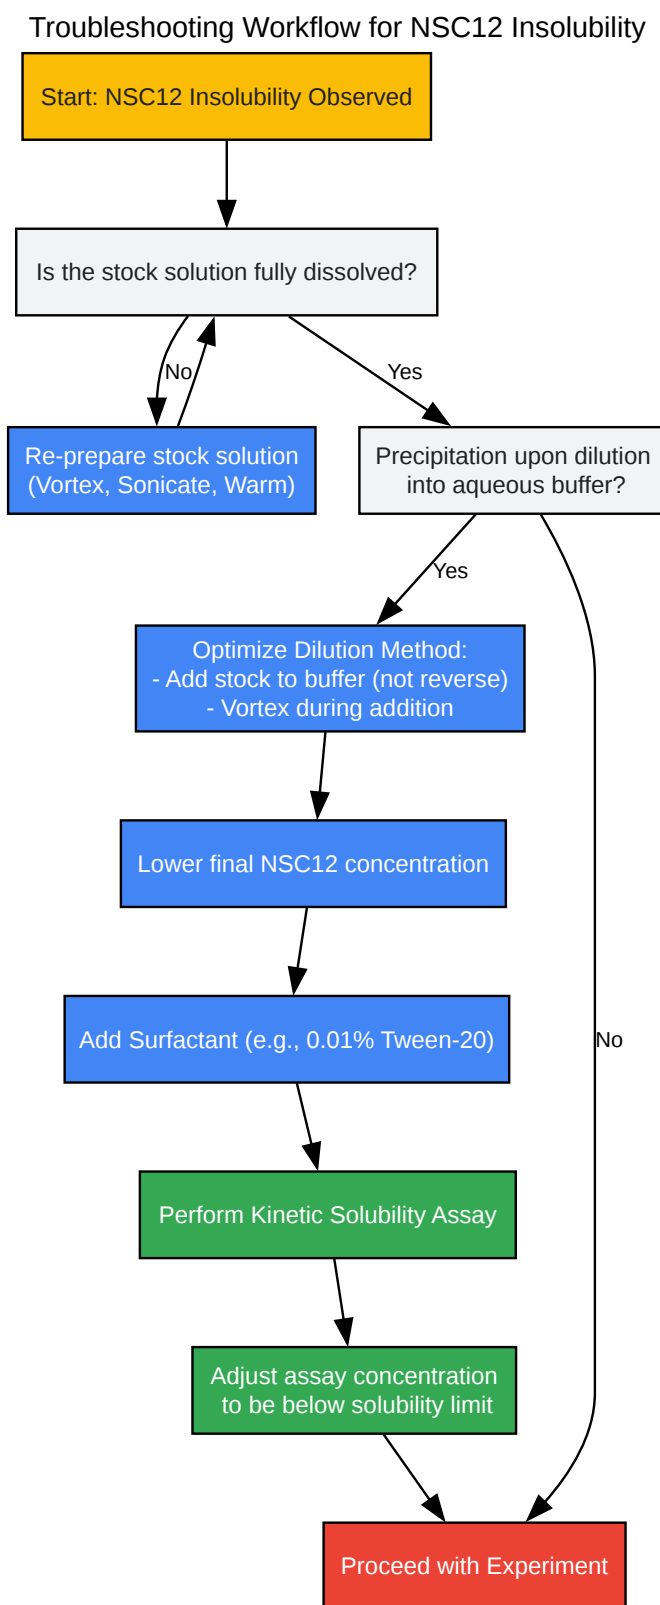 Troubleshooting Workflow for NSC12 Insolubility
Start: NSC12 Insolubility Observed
Is the stock solution fully dissolved?
No
Yes
Re-prepare stock solution
(Vortex, Sonicate, Warm)
Precipitation upon dilution
into aqueous buffer?
Yes
Optimize Dilution Method:
- Add stock to buffer (not reverse)
- Vortex during addition
Lower final NSC12 concentration
Add Surfactant (e.g., 0.01% Tween-20)
No
Perform Kinetic Solubility Assay
Adjust assay concentration
to be below solubility limit
Proceed with Experiment